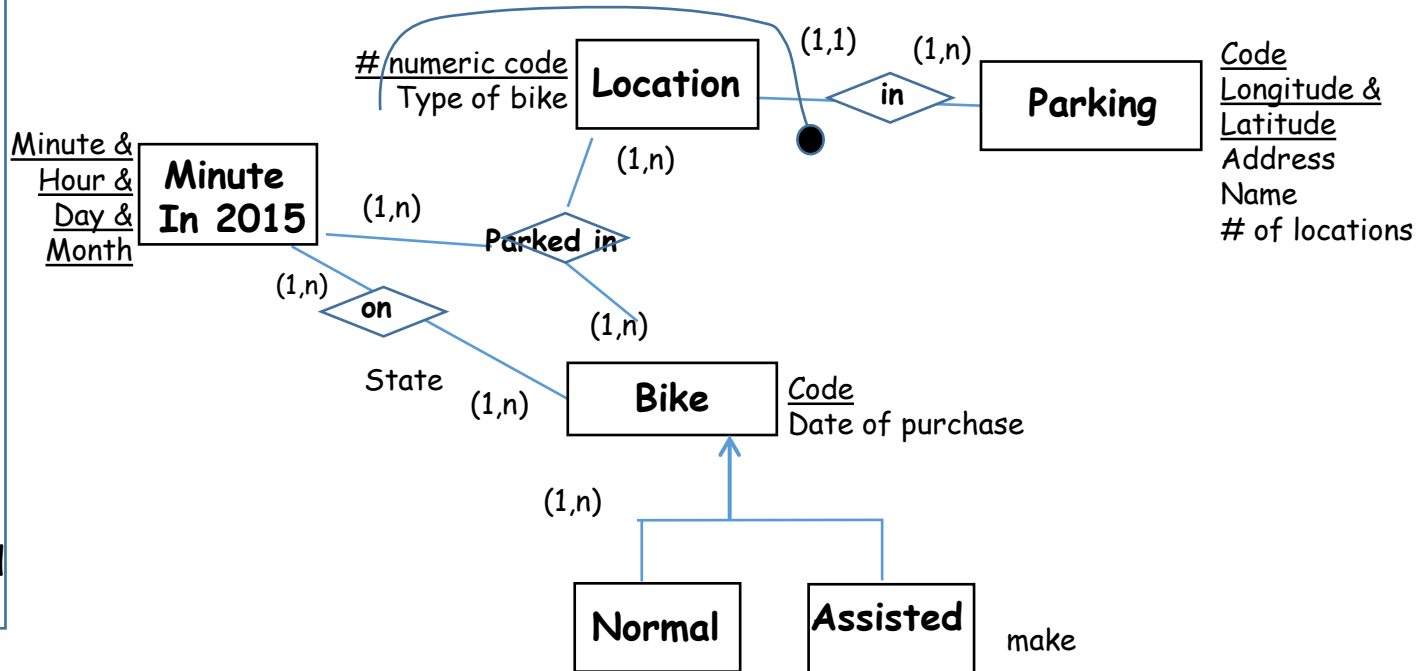 (1,1)
(1,n)
# numeric code
Type of bike
Location
in
Parking
Code
Longitude &
Latitude
Address
Name
# of locations
Minute &
Hour &
Day &
Month
Minute
In 2015
(1,n)
(1,n)
Parked in
(1,n)
on
(1,n)
State
(1,n)
Bike
Code
Date of purchase
(1,n)
Normal
Assisted
make